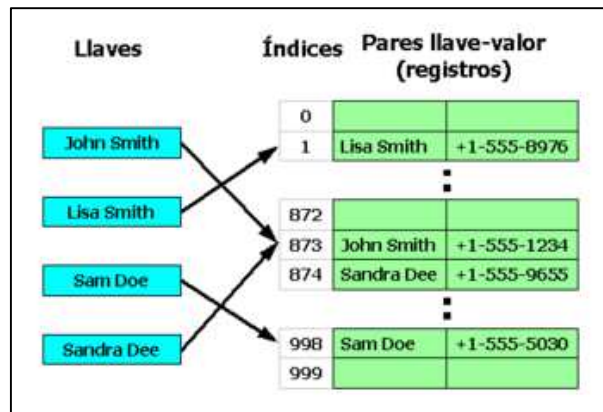 Llaves
Índices
Pares llave-valor
(registros)
John Smith
Lisa Smith
Sam Doe
Sandra Dee
0
1 Lisa Smith +1-555-8976
872
873 John Smith +1-555-1234
874 Sandra Dee +1-555-9655
998 Sam Doe +1-555-5030
999